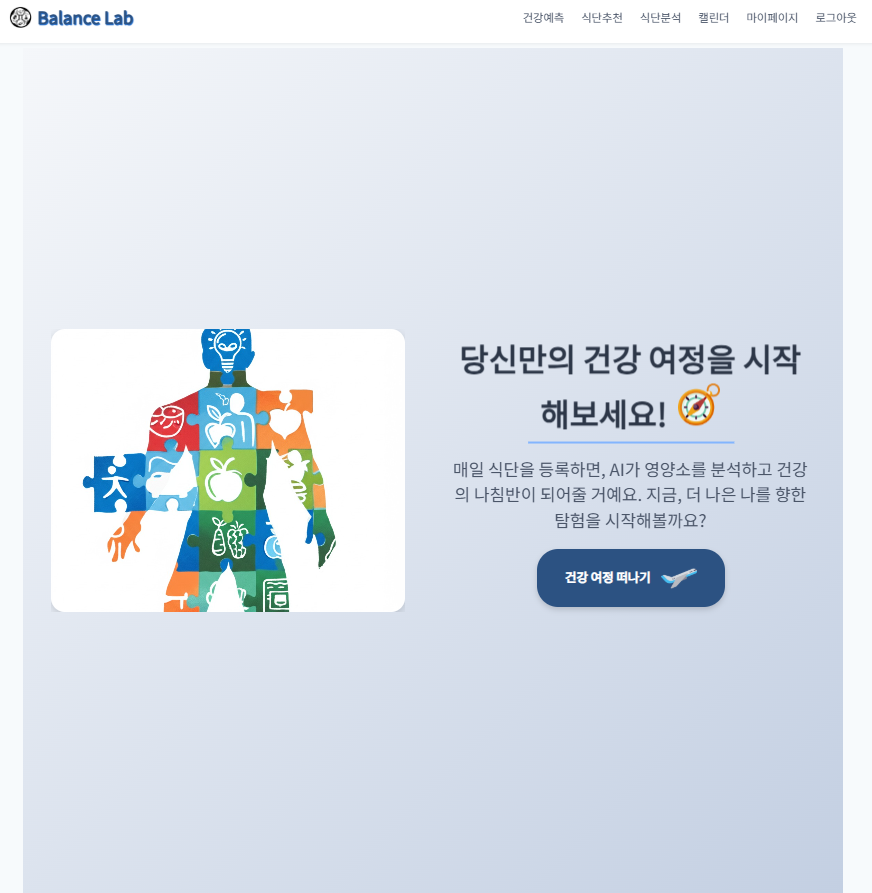 Balance Lab
건강예측 식단추천 식단분석 캘린더 마이페이지 로그아웃
당신만의 건강 여정을 시작
해보세요!
매일 식단을 등록하면, AI가 영양소를 분석하고 건강
의 나침반이 되어줄 거예요. 지금, 더 나은 나를 향한
탐험을 시작해볼까요?
건강 여정 떠나기